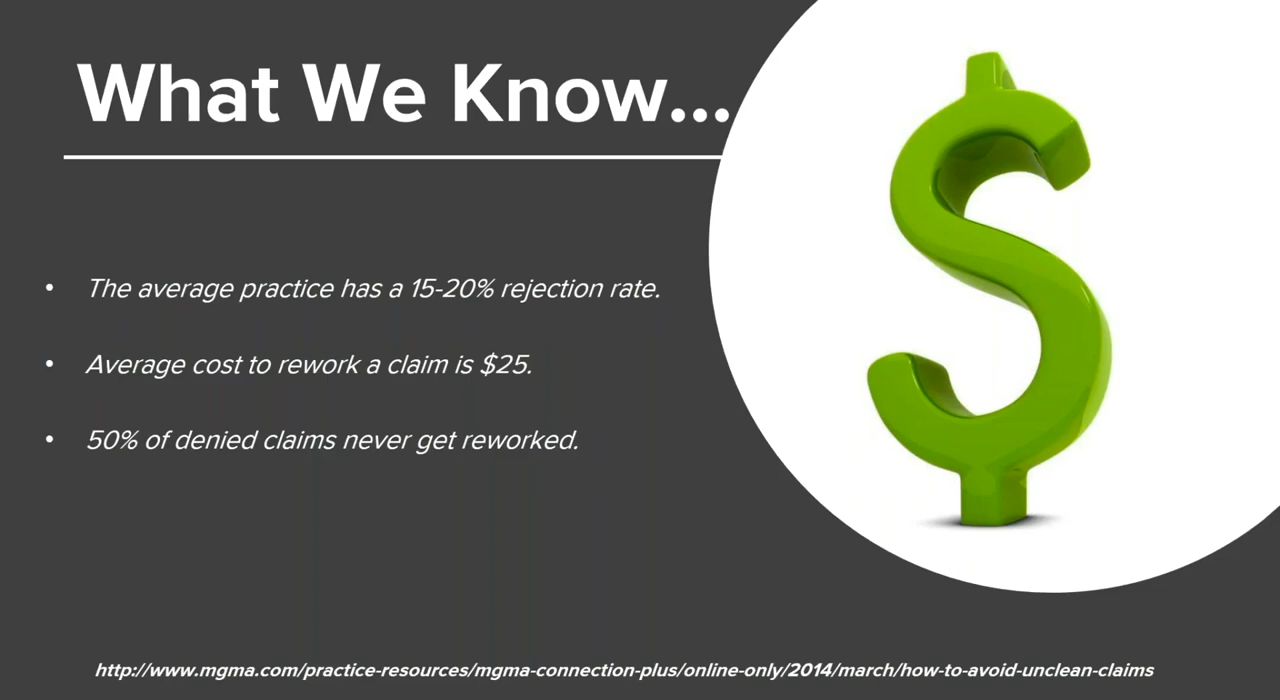 What We Know...
• The average practice has a 15-20% rejection rate.
• Average cost to rework a claim is $25.
• 50% of denied claims never get reworked.
http://www.mgma.com/practice-resources/mgma-connection-plus/online-only/2014/march/how-to-avoid-unclean-claims